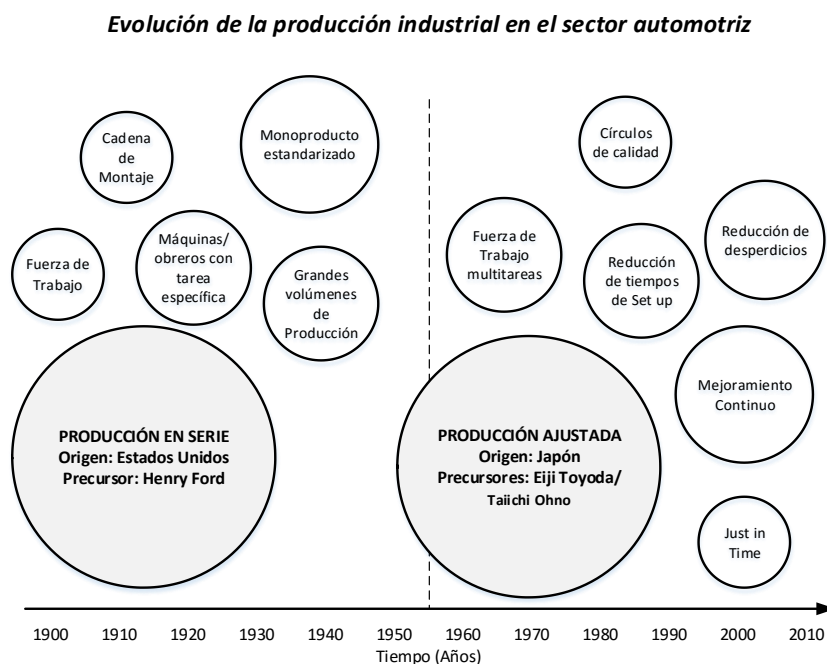 Evolución de la producción industrial en el sector automotriz
Cadena
de
Montaje
Monoproducto
estandarizado
Fuerza de
Trabajo
Máquinas/
obreros con
tarea
específica
Grandes
volúmenes
de
Producción
PRODUCCIÓN EN SERIE
Origen: Estados Unidos
Precursor: Henry Ford
Círculos
de calidad
Fuerza de
Trabajo
multitareas
Reducción
de tiempos
de Set up
Reducción de
desperdicios
Mejoramiento
Continuo
PRODUCCIÓN AJUSTADA
Origen: Japón
Precursores: Eiji Toyoda/
Taiichi Ohno
Just in
Time
1900 1910 1920 1930 1940 1950 1960 1970 1980 1990 2000 2010
Tiempo (Años)